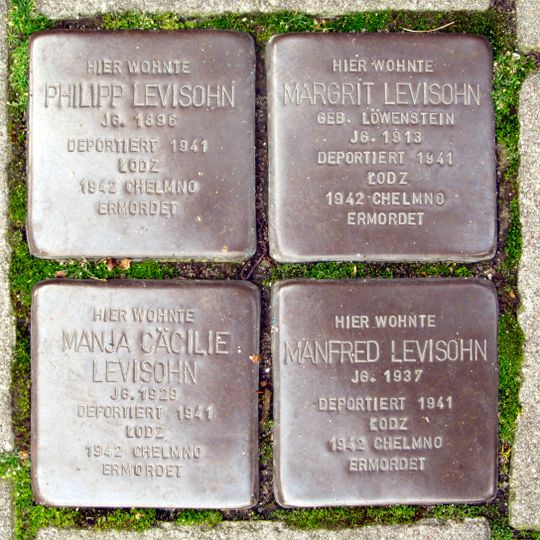 HIER WOHNTE
PHILIPP LEVISOHN
JG. 1896
DEPORTIERT 1941
ŁODZ
1942 CHELMNO
ERMORDET
HIER WOHNTE
MARGRIT LEVISOHN
GEB. LÖWENSTEIN
JG. 1913
DEPORTIERT 1941
ŁODZ
1942 CHELMNO
ERMORDET
HIER WOHNTE
MANJA CÄCILIE
LEVISOHN
JG. 1929
DEPORTIERT 1941
ŁODZ
1942 CHELMNO
ERMORDET
HIER WOHNTE
MANFRED LEVISOHN
JG. 1937
DEPORTIERT 1941
ŁODZ
1942 CHELMNO
ERMORDET